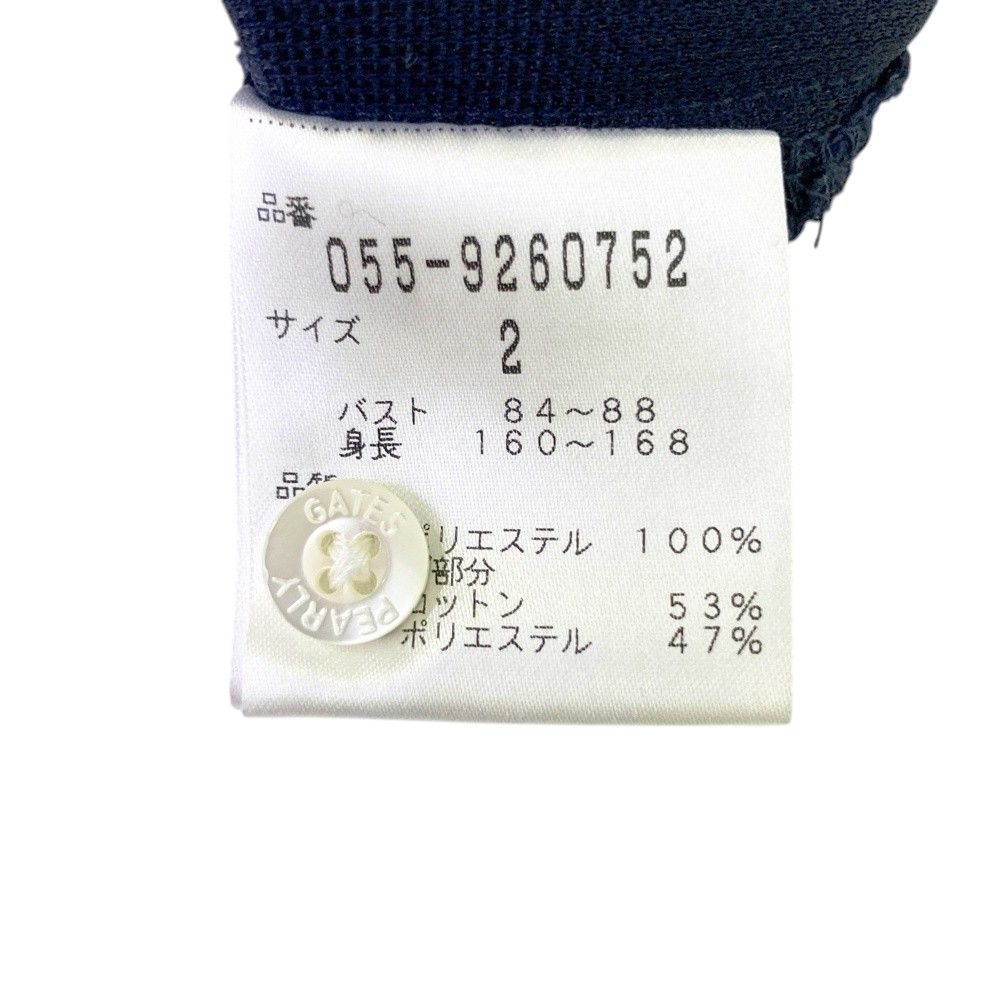 品番
055-9260752
サイズ 2
バスト 84～88
身長 160～168
GATES
PEARLY
ポリエステル 100%
部分
コットン 53%
ポリエステル 47%